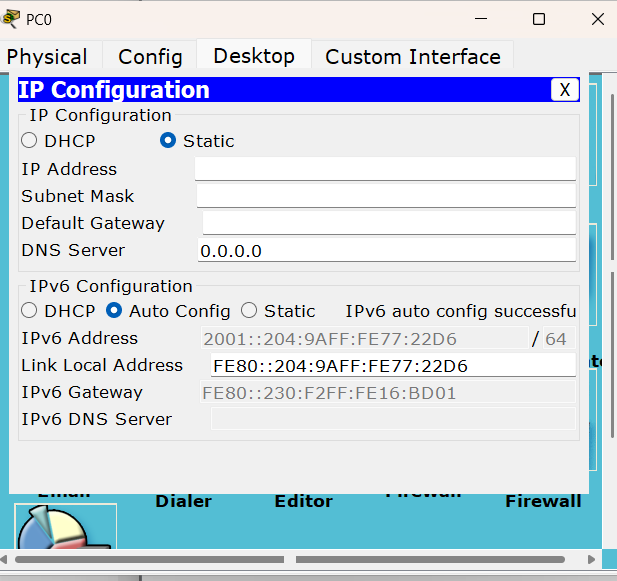 PC0
Physical Config Desktop Custom Interface
IP Configuration X
IP Configuration
DHCP Static
IP Address
Subnet Mask
Default Gateway
DNS Server 0.0.0.0
IPv6 Configuration
DHCP Auto Config Static IPv6 auto config successfu
IPv6 Address 2001::204:9AFF:FE77:22D6 / 64
Link Local Address FE80::204:9AFF:FE77:22D6
IPv6 Gateway FE80::230:F2FF:FE16:BD01
IPv6 DNS Server
Email Dialer Editor Firewall Firewall